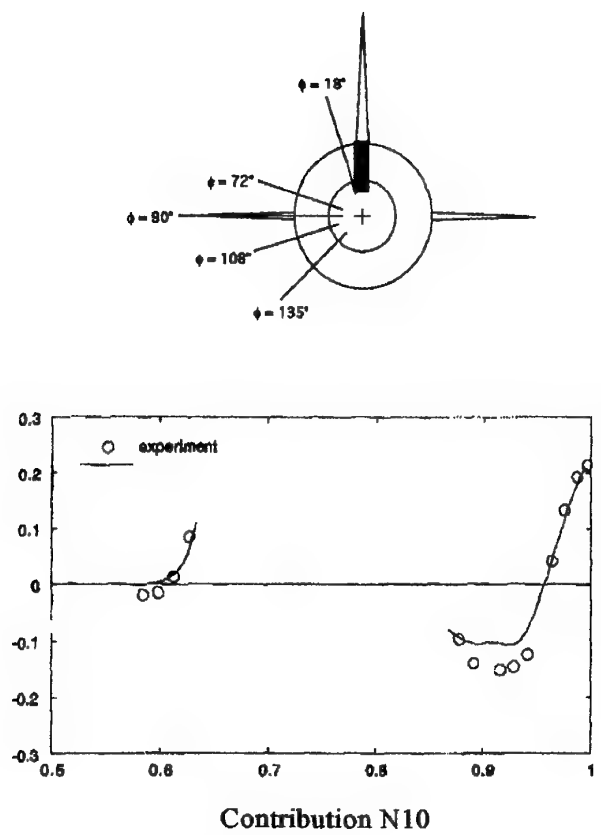 ϕ = 18°
ϕ = 72°
ϕ = 90°
ϕ = 108°
ϕ = 135°
0.3
experiment
0.2
0.1
0
-0.1
-0.2
-0.3
0.5 0.6 0.7 0.8 0.9 1
Contribution N10